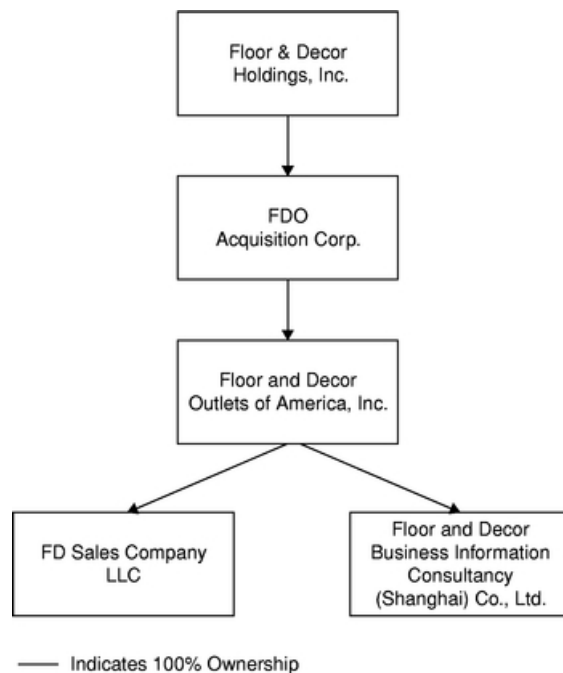 Floor & Decor
Holdings, Inc.
FDO
Acquisition Corp.
Floor and Decor
Outlets of America, Inc.
FD Sales Company
LLC
Floor and Decor
Business Information
Consultancy
(Shanghai) Co., Ltd.
Indicates 100% Ownership